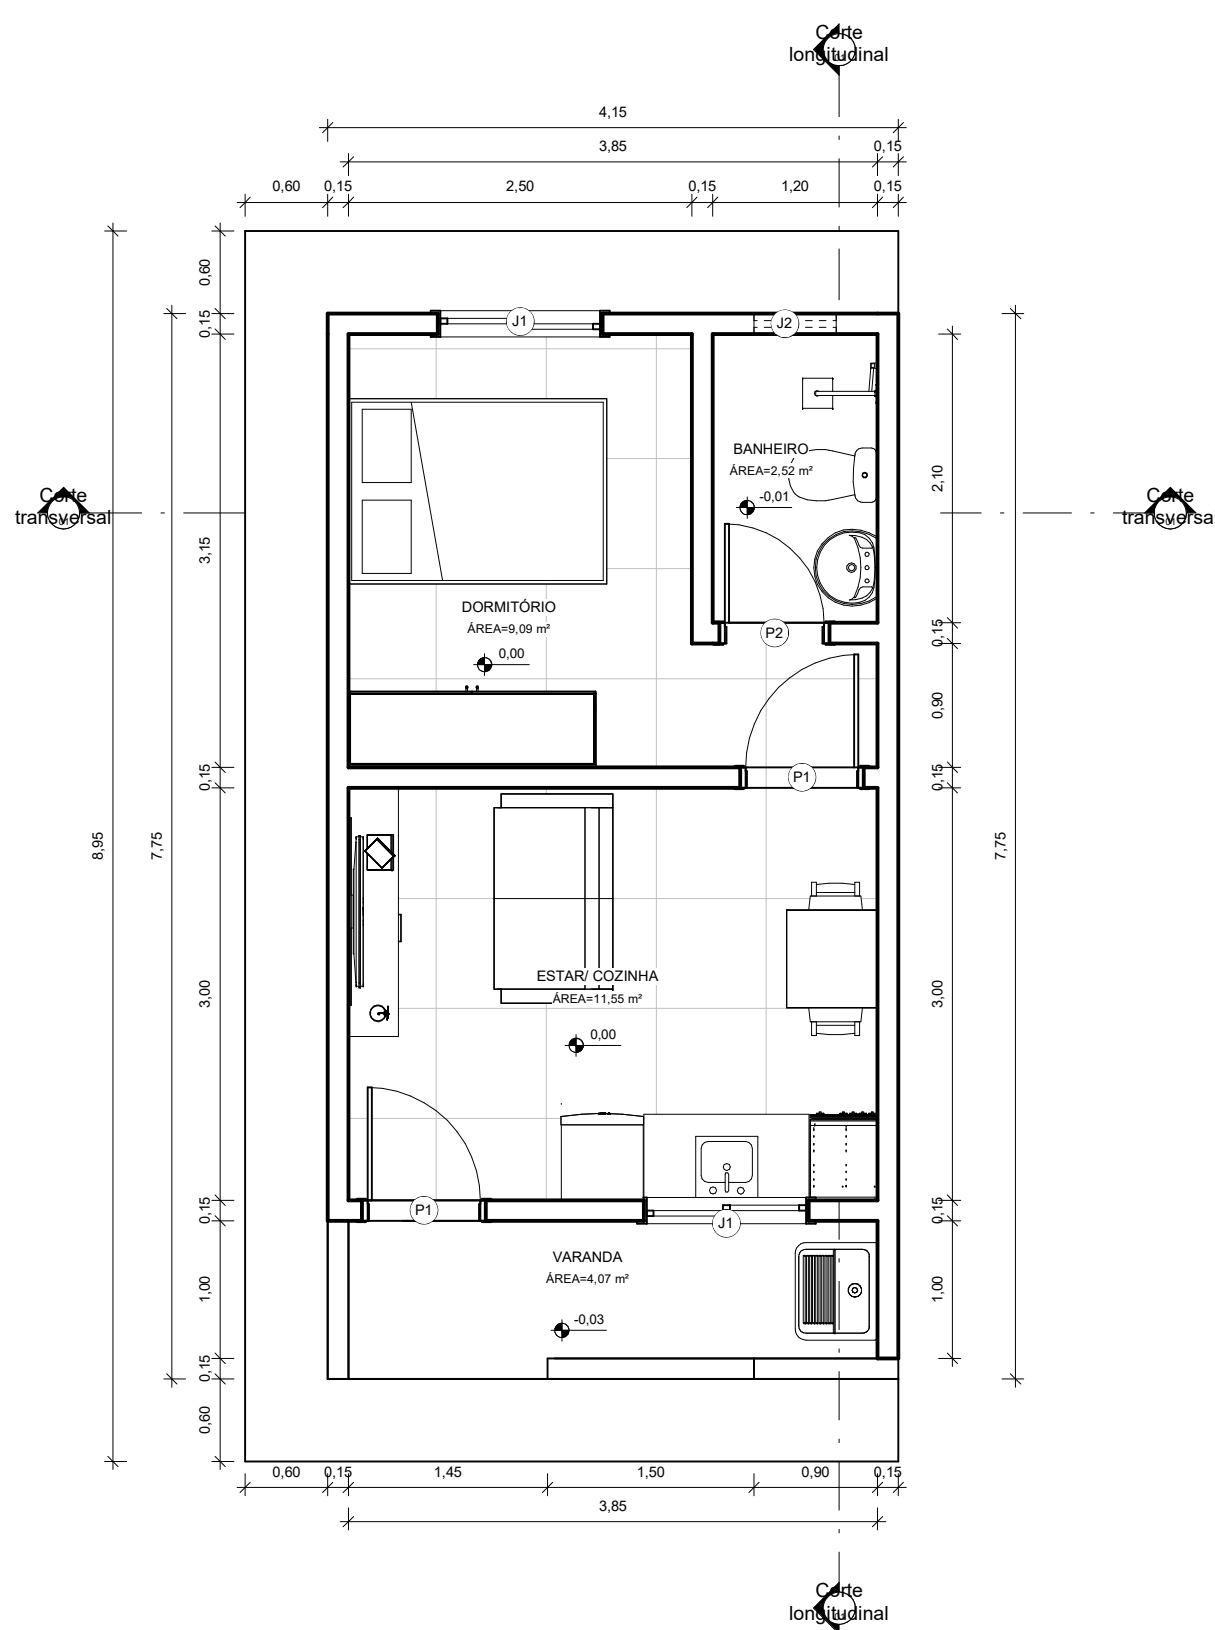 Corte
longitudinal
4,15
3,85
0,15
0,60
0,15
2,50
0,15
1,20
0,15
0,60
0,15
J1
J2
BANHEIRO
ÁREA=2,52 m²
-0,01
2,10
Corte
transversal
Corte
transversa
3,15
DORMITÓRIO
ÁREA=9,09 m²
0,00
P2
0,15
0,90
0,15
P1
0,15
8,95
7,75
7,75
ESTAR/ COZINHA
ÁREA=11,55 m²
0,00
3,00
3,00
0,15
P1
J1
0,15
VARANDA
ÁREA=4,07 m²
-0,03
1,00
1,00
0,15
0,60
0,60
0,15
1,45
1,50
0,90
0,15
3,85
Corte
longitudinal